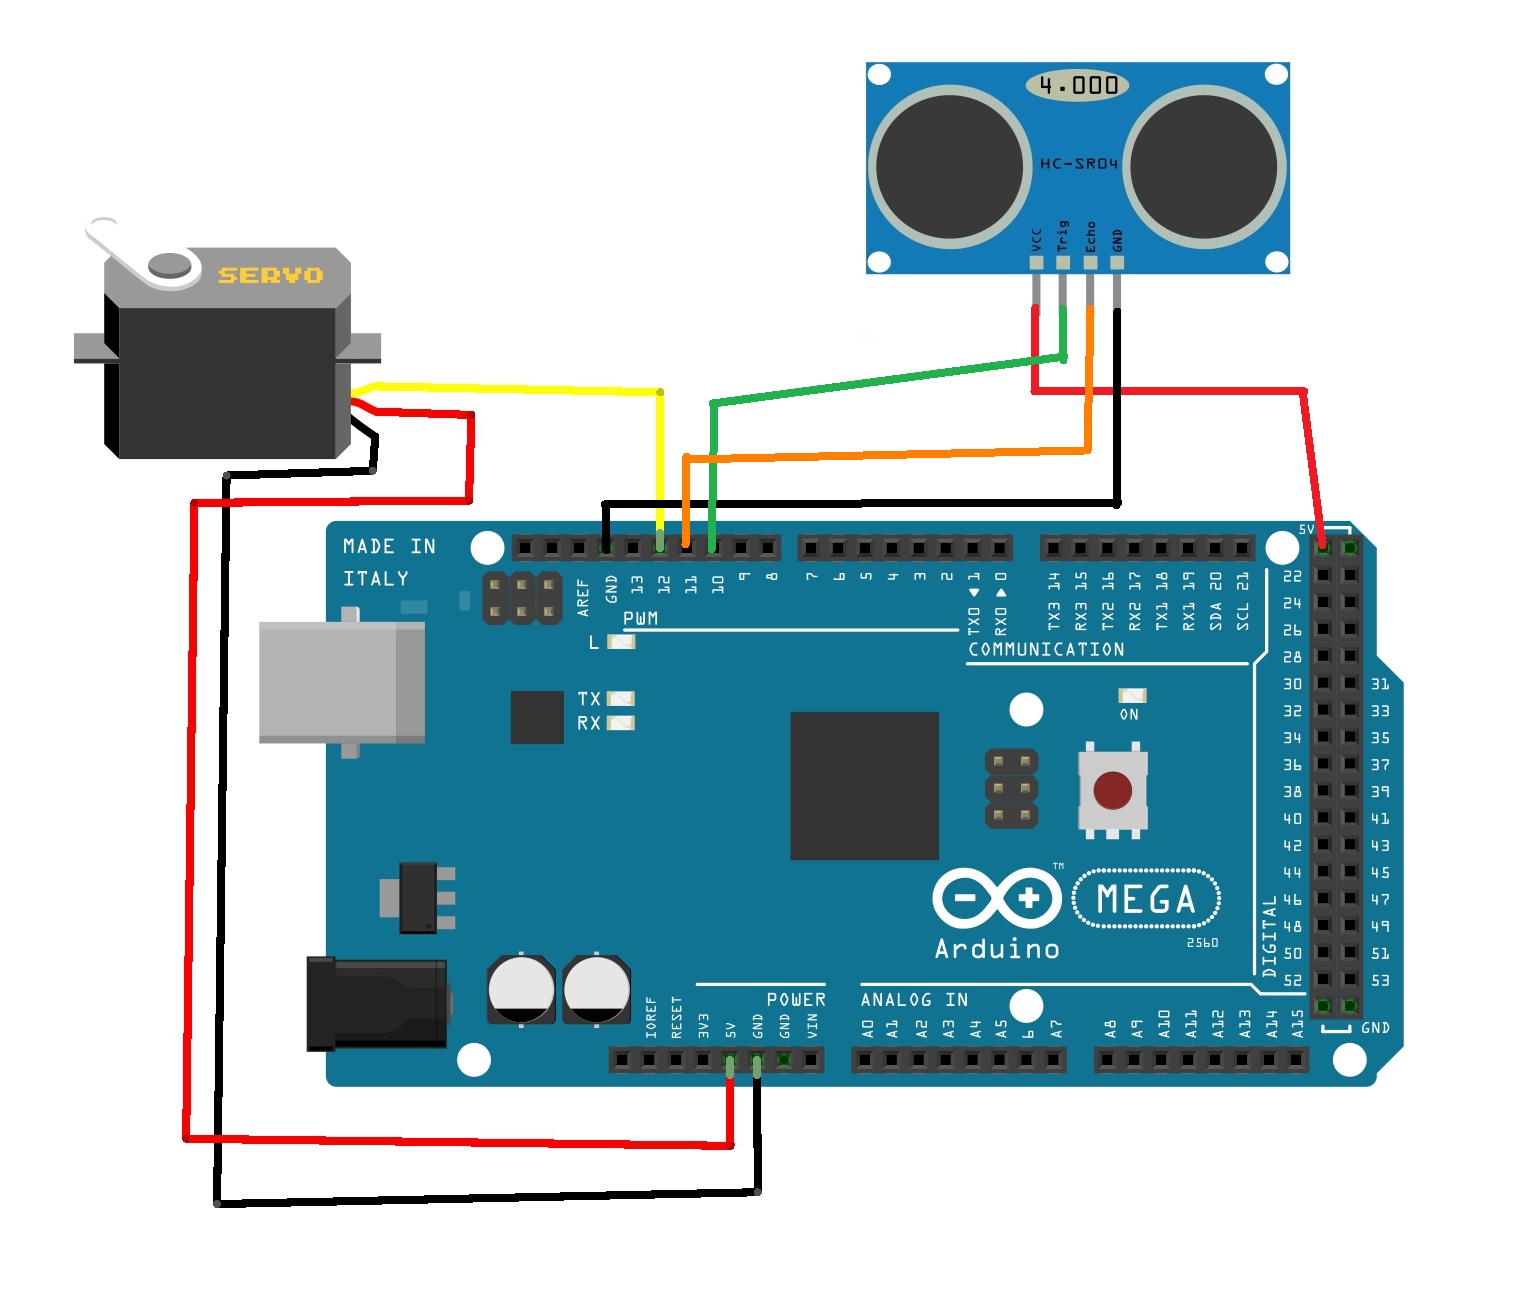 4.000
HC-SR04
VCC
Trig
Echo
GND
SERVO
5V
MADE IN
ITALY
AREF
GND
13
12
11
10
9
8
7
6
5
4
3
2
TX0 ◀ 1
RX0 ▶ 0
TX3 14
RX3 15
TX2 16
RX2 17
TX1 18
RX1 19
SDA 20
SCL 21
PWM
COMMUNICATION
L
TX
RX
ON
22
24
26
28
30 31
32 33
34 35
36 37
38 39
40 41
42 43
44 45
46 47
48 49
50 51
52 53
DIGITAL
GND
TM
MEGA
2560
Arduino
POWER
ANALOG IN
IOREF
RESET
3V3
5V
GND
GND
VIN
A0
A1
A2
A3
A4
A5
6
A7
A8
A9
A10
A11
A12
A13
A14
A15